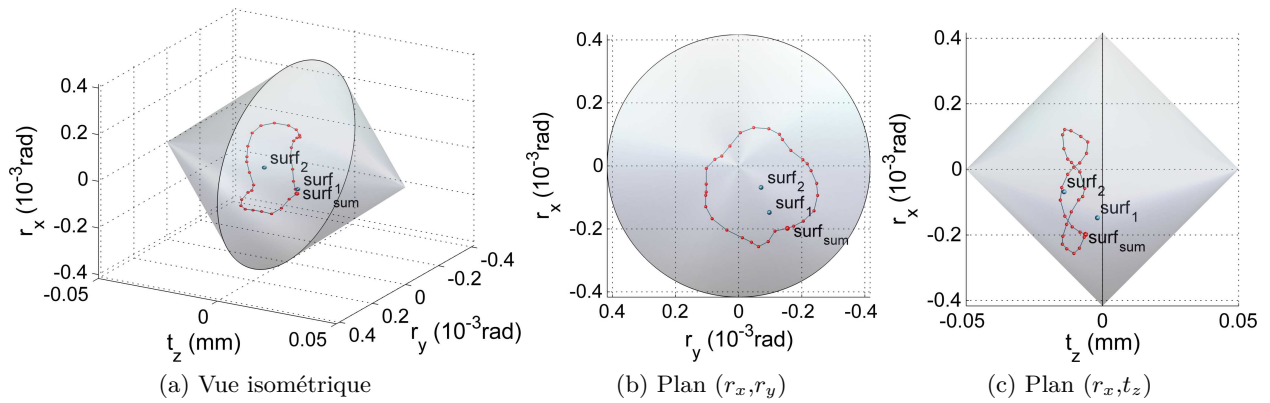 0.4
0.2
0
-0.2
-0.4
r_x (10^-3rad)
-0.05
0
0.05
t_z (mm)
0.4
0.2
0
-0.2
-0.4
r_y (10^-3rad)
surf_2
surf_1
surf_sum
(a) Vue isométrique
0.4
0.2
0
-0.2
-0.4
r_x (10^-3rad)
0.4
0.2
0
-0.2
-0.4
r_y (10^-3rad)
surf_2
surf_1
surf_sum
(b) Plan (r_x,r_y)
0.4
0.2
0
-0.2
-0.4
r_x (10^-3rad)
-0.05
0
0.05
t_z (mm)
surf_2
surf_1
surf_sum
(c) Plan (r_x,t_z)